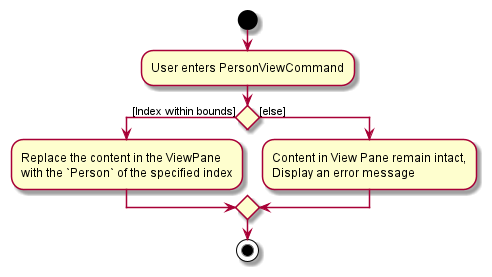 User enters PersonViewCommand
[Index within bounds]
[else]
Replace the content in the ViewPane
with the `Person` of the specified index
Content in View Pane remain intact,
Display an error message